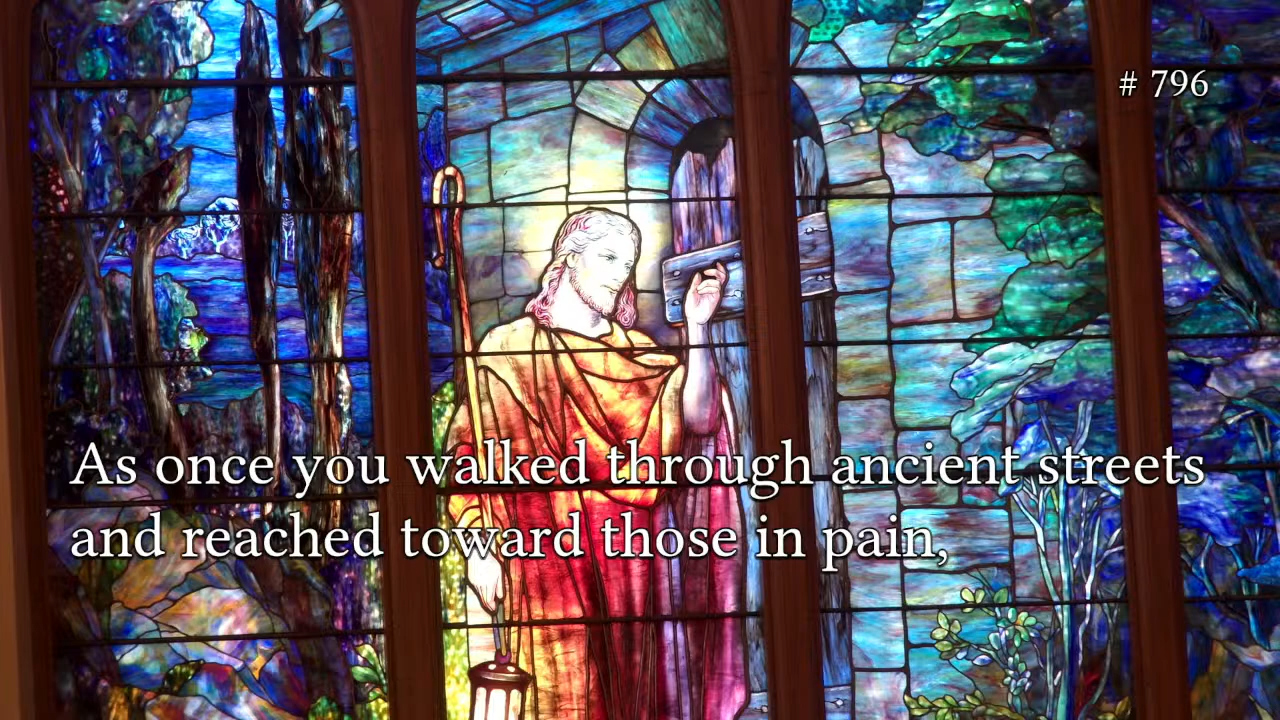 # 796
As once you walked through ancient streets
and reached toward those in pain,